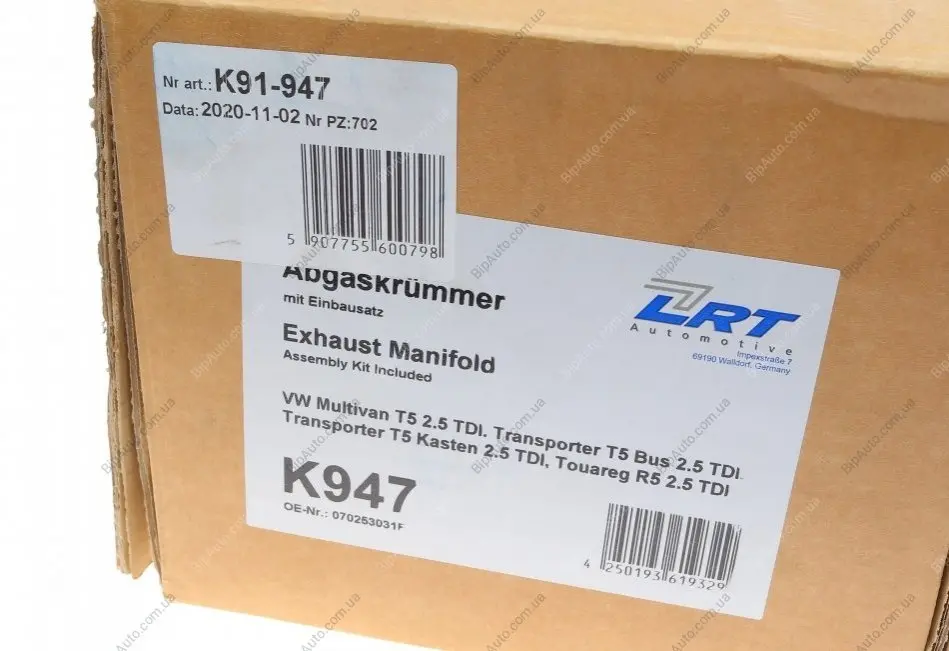 Nr art.: K91-947
Data: 2020-11-02 Nr PZ:702
5 907755 600798
Abgaskrümmer
mit Einbausatz
Exhaust Manifold
Assembly Kit Included
VW Multivan T5 2.5 TDI. Transporter T5 Bus 2.5 TDI.
Transporter T5 Kasten 2.5 TDI, Touareg R5 2.5 TDI
K947
OE-Nr.: 070253031F
LRT
Automotive
Impexstraße 7
69190 Walldorf, Germany
4 250193 619329
BipAuto.com.ua